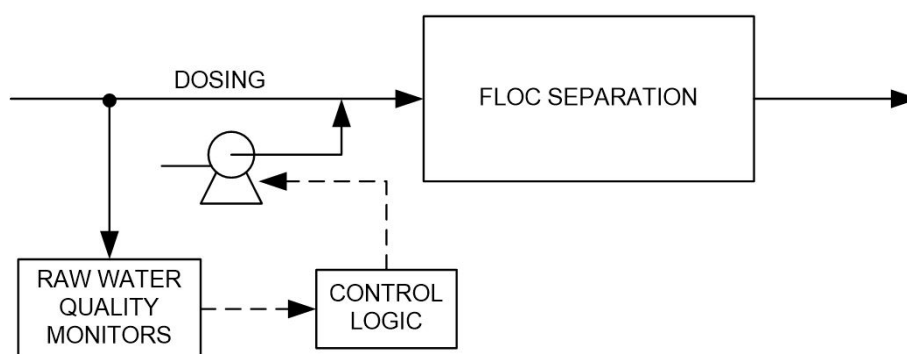 DOSING
FLOC SEPARATION
RAW WATER
QUALITY
MONITORS
CONTROL
LOGIC